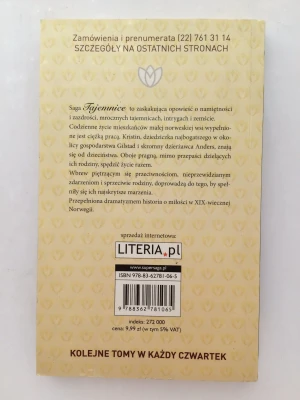 Zamówienia i prenumerata (22) 761 31 14
SZCZEGÓŁY NA OSTATNICH STRONACH
Saga Tajemnice to zaskakująca opowieść o namiętności
i zazdrości, mrocznych tajemnicach, intrygach i zemście.
Codzienne życie mieszkańców małej norweskiej wsi wypełnio-
ne jest ciężką pracą. Kristin, dziedziczka najbogatszego w oko-
licy gospodarstwa Gilstad i skromny dzierżawca Anders, znają
się od dzieciństwa. Oboje pragną, mimo przepaści dzielących
ich rodziny, spędzić życie razem.
Wbrew piętrzącym się przeciwnościom, nieprzewidzianym
zdarzeniom i sprzeciwie rodziny, doprowadzą do tego, by speł-
niły się ich najskrytsze marzenia.
Przepełniona dramatyzmem historia o miłości w XIX-wiecznej
Norwegii.
sprzedaż internetowa:
LITERIA.pl
www.supersaga.pl
ISBN 978-83-62781-06-5
9 788362 781065
indeks: 272 000
cena: 9,99 zł (w tym 5% VAT)
KOLEJNE TOMY W KAŻDY CZWARTEK